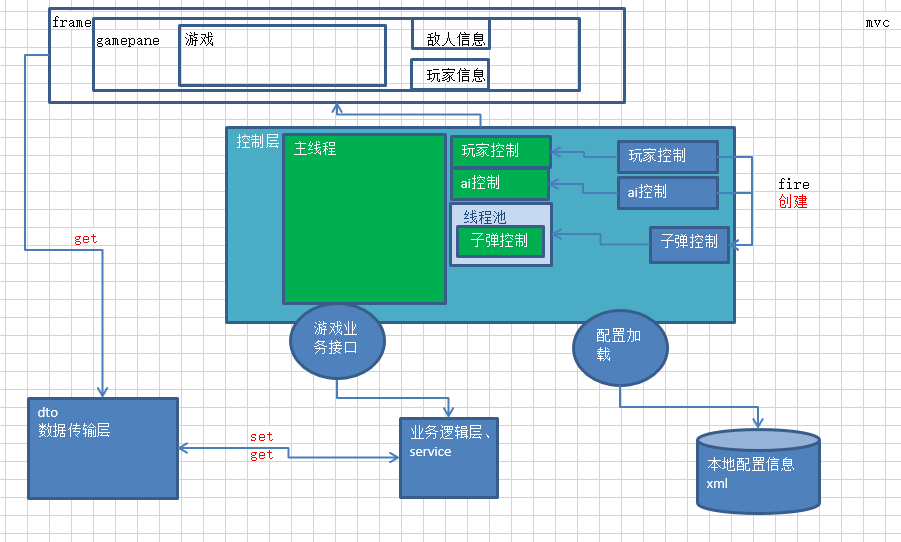 frame
mvc
gamepane
游戏
敌人信息
玩家信息
控制层
主线程
玩家控制
玩家控制
ai控制
ai控制
fire
创建
线程池
子弹控制
子弹控制
get
游戏业
务接口
配置加
载
dto
数据传输层
set
get
业务逻辑层、
service
本地配置信息
xml